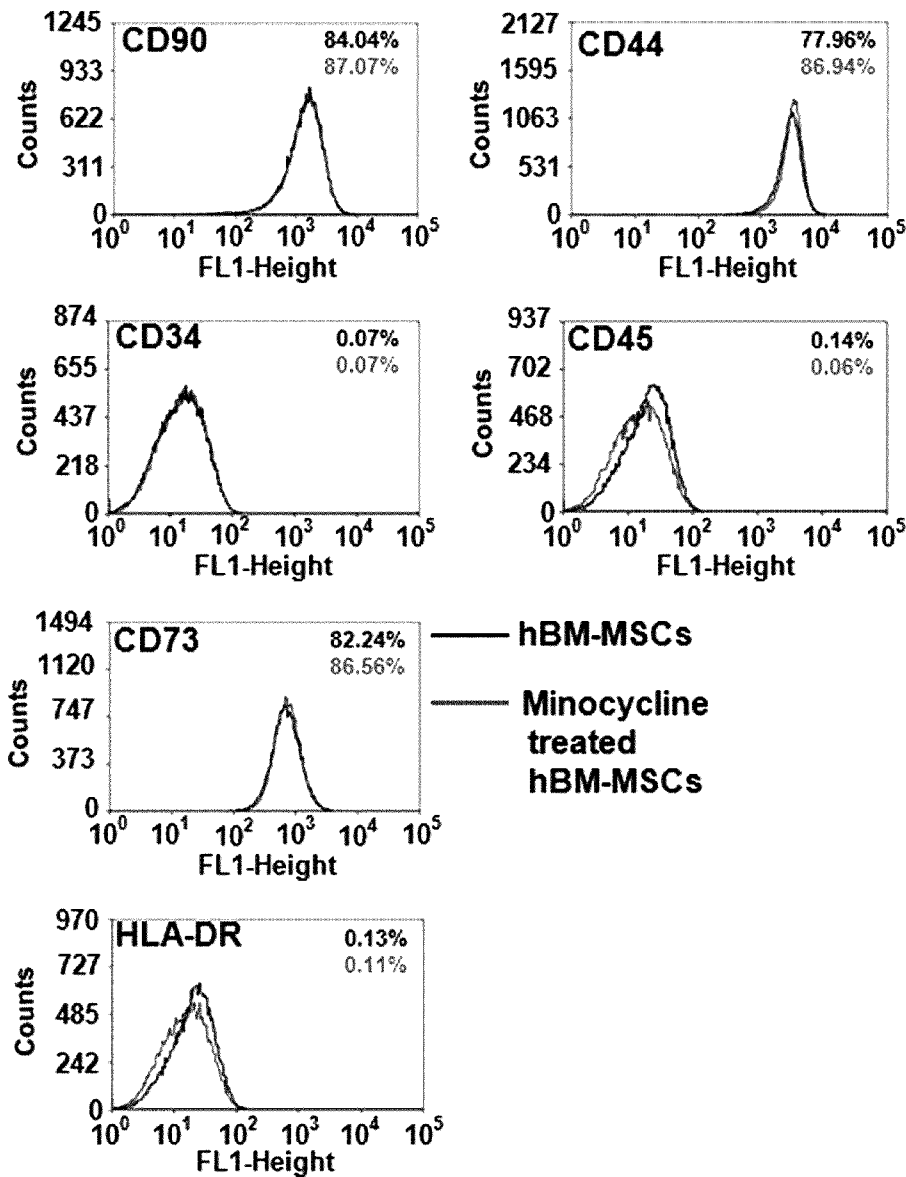 CD90
84.04%
87.07%
1245
933
622
311
0
Counts
10^0 10^1 10^2 10^3 10^4 10^5
FL1-Height
CD44
77.96%
86.94%
2127
1595
1063
531
0
Counts
10^0 10^1 10^2 10^3 10^4 10^5
FL1-Height
CD34
0.07%
0.07%
874
655
437
218
0
Counts
10^0 10^1 10^2 10^3 10^4 10^5
FL1-Height
CD45
0.14%
0.06%
937
702
468
234
0
Counts
10^0 10^1 10^2 10^3 10^4 10^5
FL1-Height
CD73
82.24%
86.56%
1494
1120
747
373
0
Counts
10^0 10^1 10^2 10^3 10^4 10^5
FL1-Height
hBM-MSCs
Minocycline
treated
hBM-MSCs
HLA-DR
0.13%
0.11%
970
727
485
242
0
Counts
10^0 10^1 10^2 10^3 10^4 10^5
FL1-Height